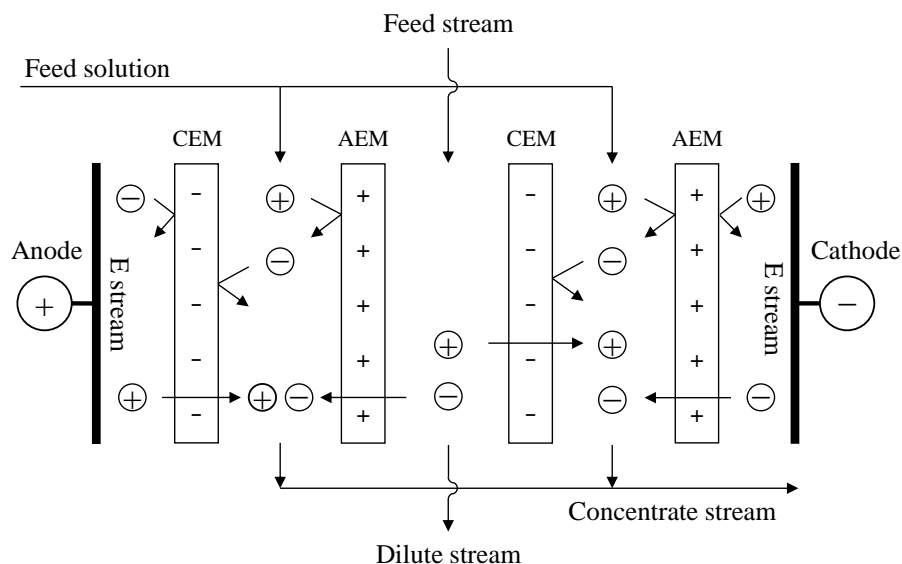 Feed stream
Feed solution
CEM
AEM
CEM
AEM
Anode
E stream
E stream
Cathode
Concentrate stream
Dilute stream